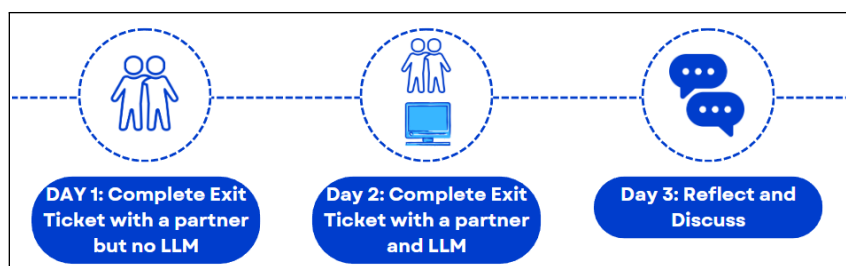 DAY 1: Complete Exit
Ticket with a partner
but no LLM
Day 2: Complete Exit
Ticket with a partner
and LLM
Day 3: Reflect and
Discuss